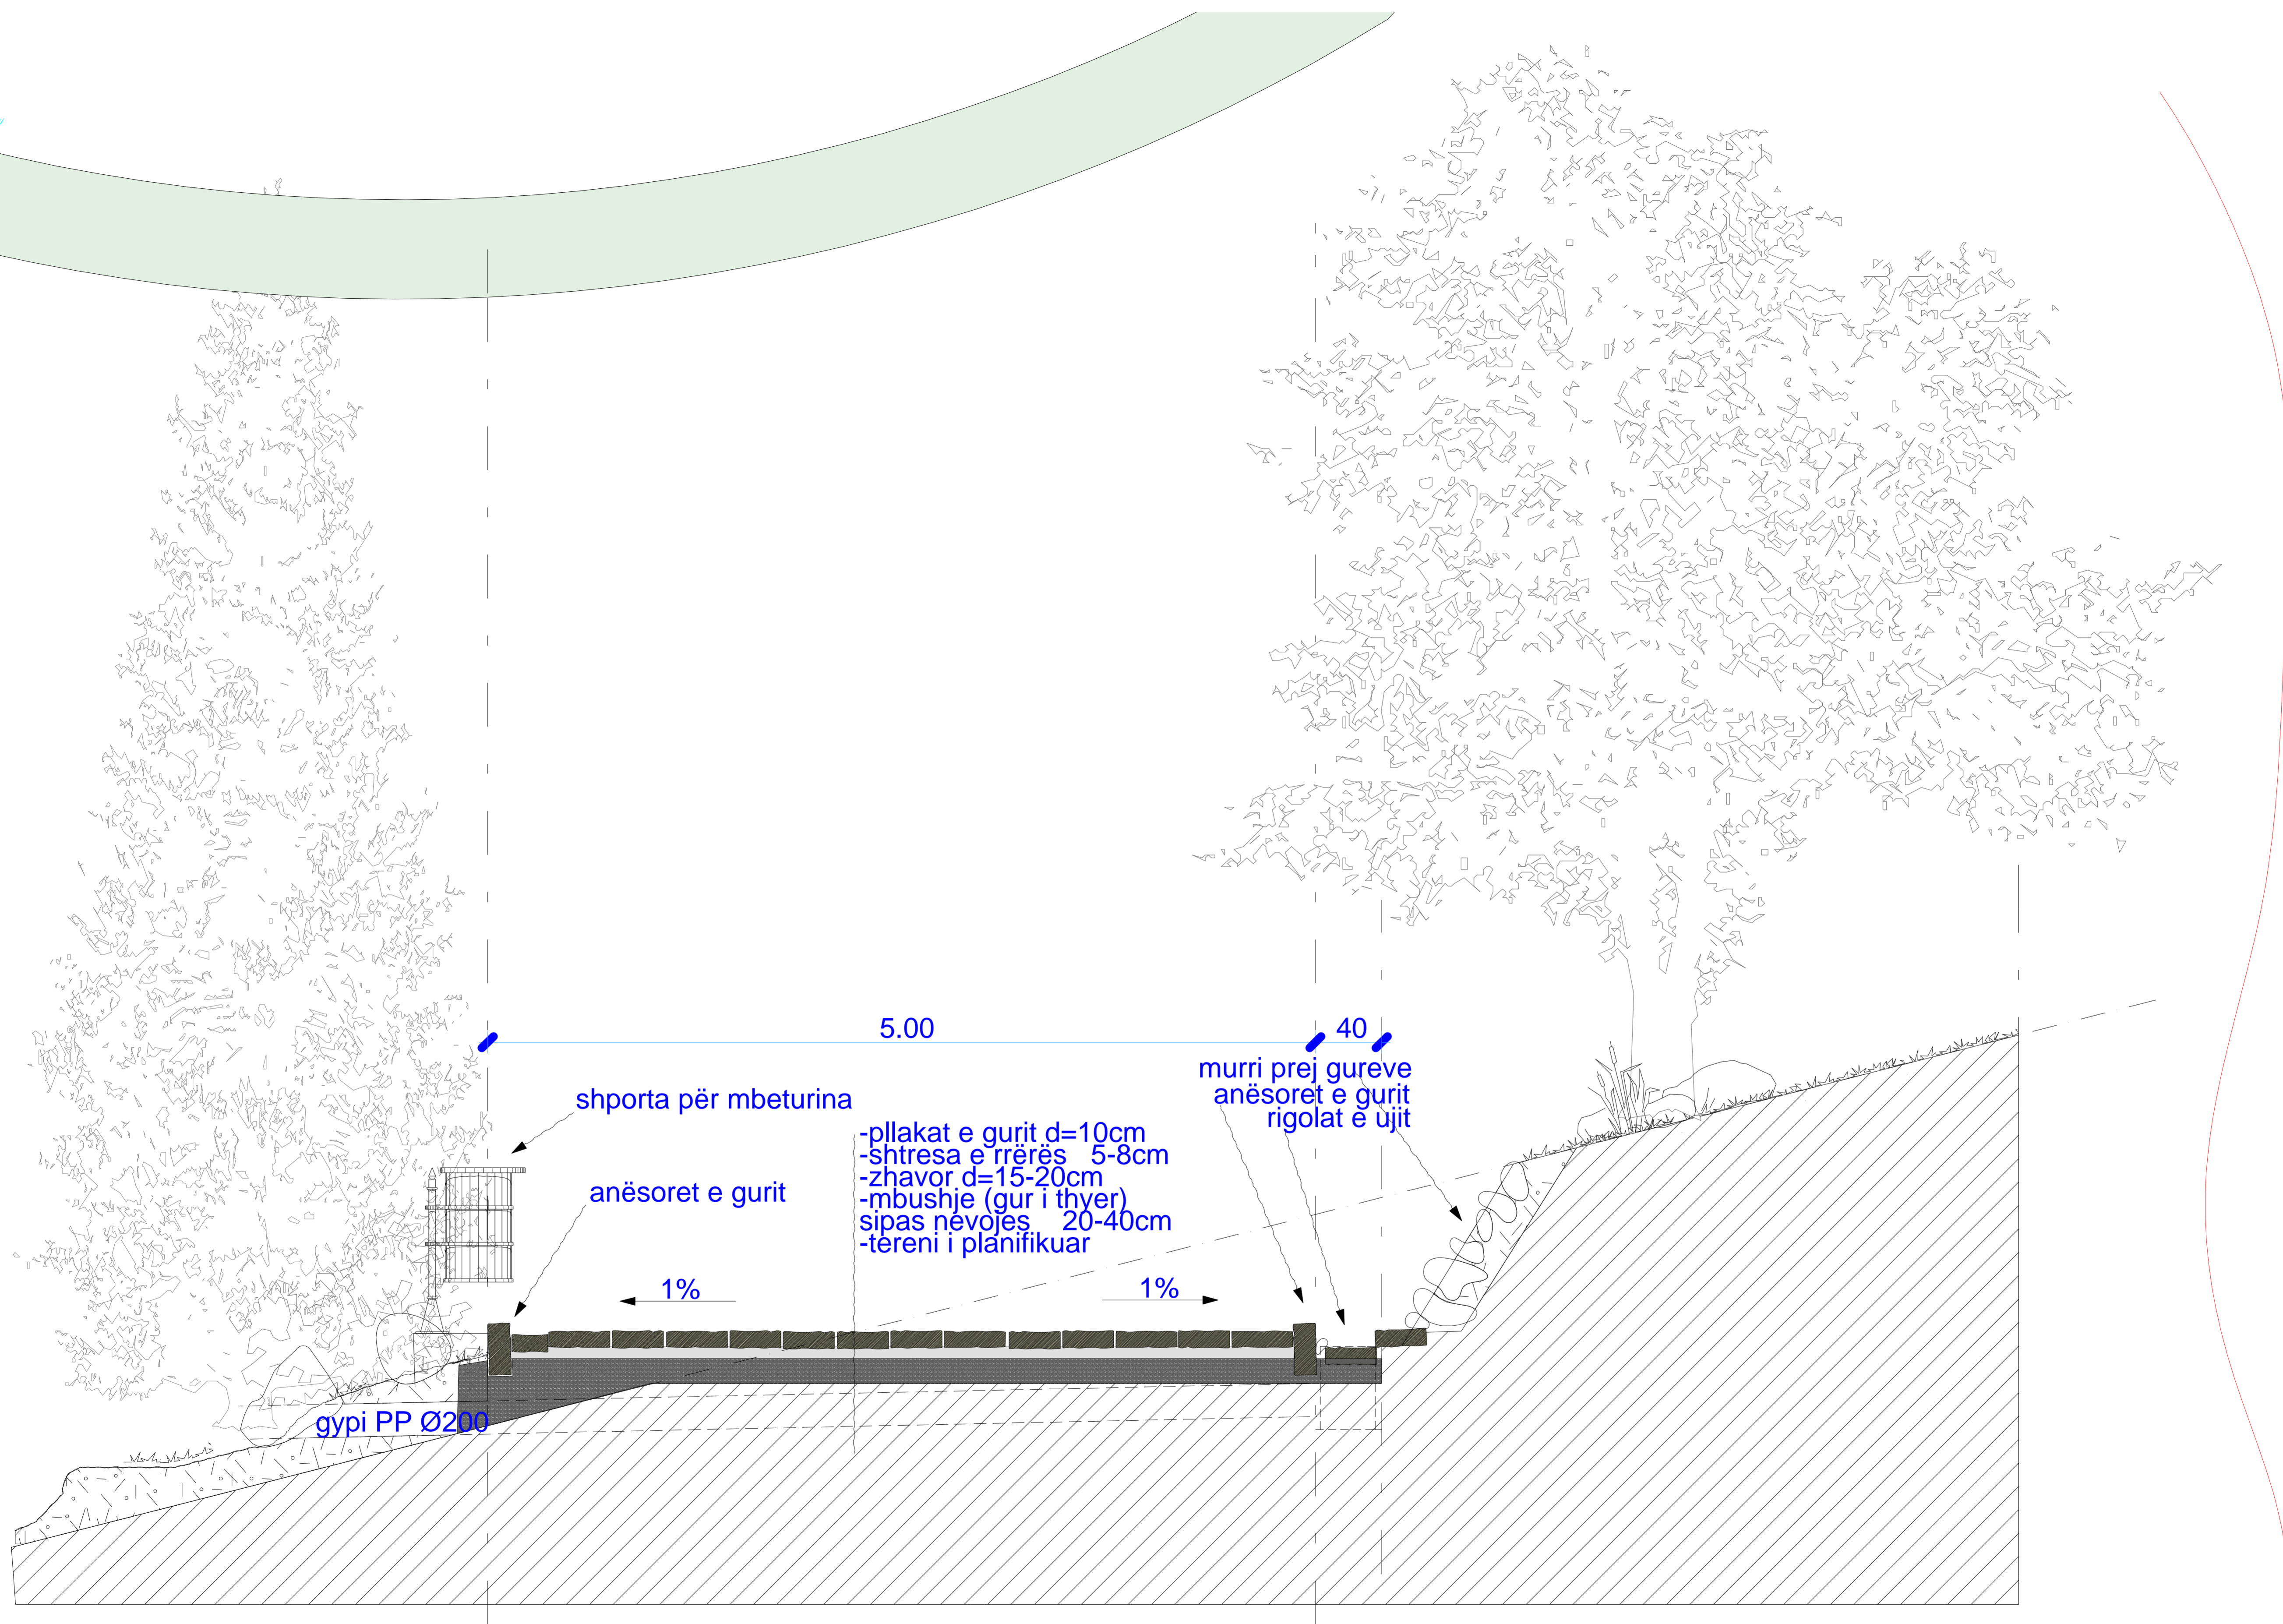 5.00
40
murri prej gureve
anësoret e gurit
rigolat e ujit
shporta për mbeturina
-pllakat e gurit d=10cm
-shtresa e rrërës 5-8cm
-zhavor d=15-20cm
-mbushje (gur i thyer)
sipas nevojes 20-40cm
-tereni i planifikuar
anësoret e gurit
1%
1%
gypi PP Ø200